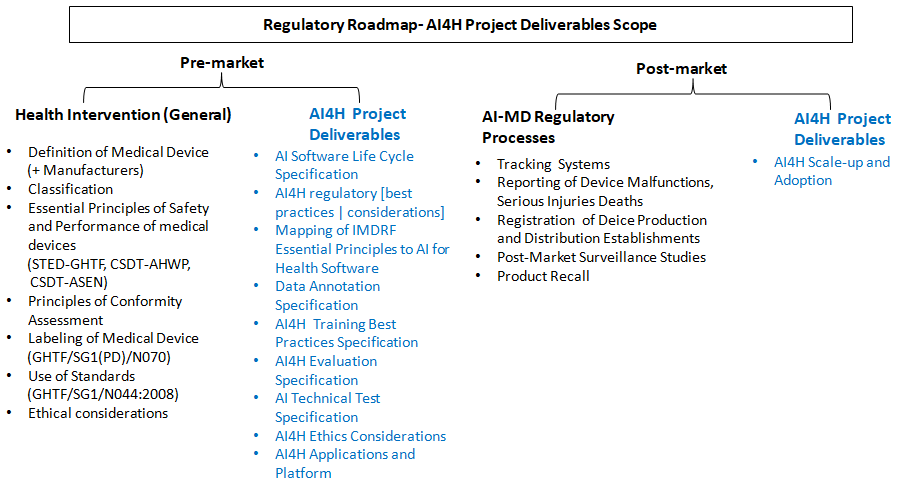 Regulatory Roadmap- AI4H Project Deliverables Scope
Pre-market
Health Intervention (General)
• Definition of Medical Device
(+ Manufacturers)
• Classification
• Essential Principles of Safety
and Performance of medical
devices
(STED-GHTF, CSDT-AHWP,
CSDT-ASEN)
• Principles of Conformity
Assessment
• Labeling of Medical Device
(GHTF/SG1(PD)/N070)
• Use of Standards
(GHTF/SG1/N044:2008)
• Ethical considerations
AI4H Project
Deliverables
• AI Software Life Cycle
Specification
• AI4H regulatory [best
practices | considerations]
• Mapping of IMDRF
Essential Principles to AI for
Health Software
• Data Annotation
Specification
• AI4H Training Best
Practices Specification
• AI4H Evaluation
Specification
• AI Technical Test
Specification
• AI4H Ethics Considerations
• AI4H Applications and
Platform
Post-market
AI-MD Regulatory
Processes
• Tracking Systems
• Reporting of Device Malfunctions,
Serious Injuries Deaths
• Registration of Deice Production
and Distribution Establishments
• Post-Market Surveillance Studies
• Product Recall
AI4H Project
Deliverables
• AI4H Scale-up and
Adoption